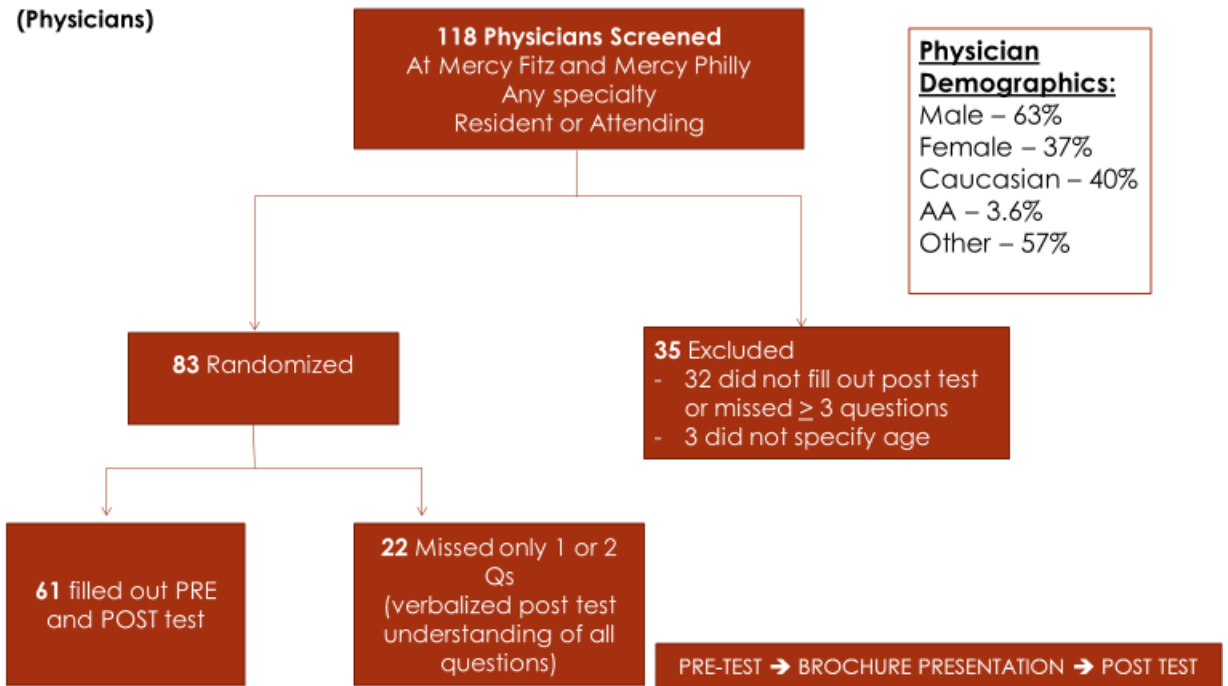 (Physicians)
118 Physicians Screened
At Mercy Fitz and Mercy Philly
Any specialty
Resident or Attending
Physician
Demographics:
Male – 63%
Female – 37%
Caucasian – 40%
AA – 3.6%
Other – 57%
83 Randomized
35 Excluded
- 32 did not fill out post test
or missed ≥ 3 questions
- 3 did not specify age
61 filled out PRE
and POST test
22 Missed only 1 or 2
Qs
(verbalized post test
understanding of all
questions)
PRE-TEST → BROCHURE PRESENTATION → POST TEST